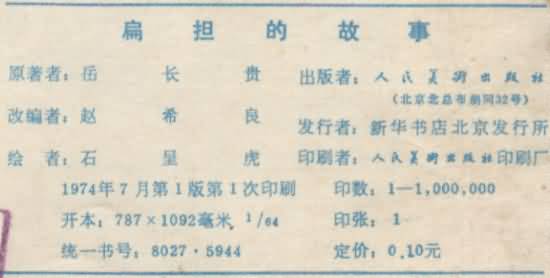 扁担的故事
原著者：岳长贵
改编者：赵希良
绘者：石呈虎
出版者：人民美術出版社
（北京北总布胡同32号）
发行者：新华书店北京发行所
印刷者：人民美術出版社印刷厂
1974年7月第1版第1次印刷
印数：1—1,000,000
开本：787×1092毫米 1/64
印张：1
统一书号：8027·5944
定价：0.10元